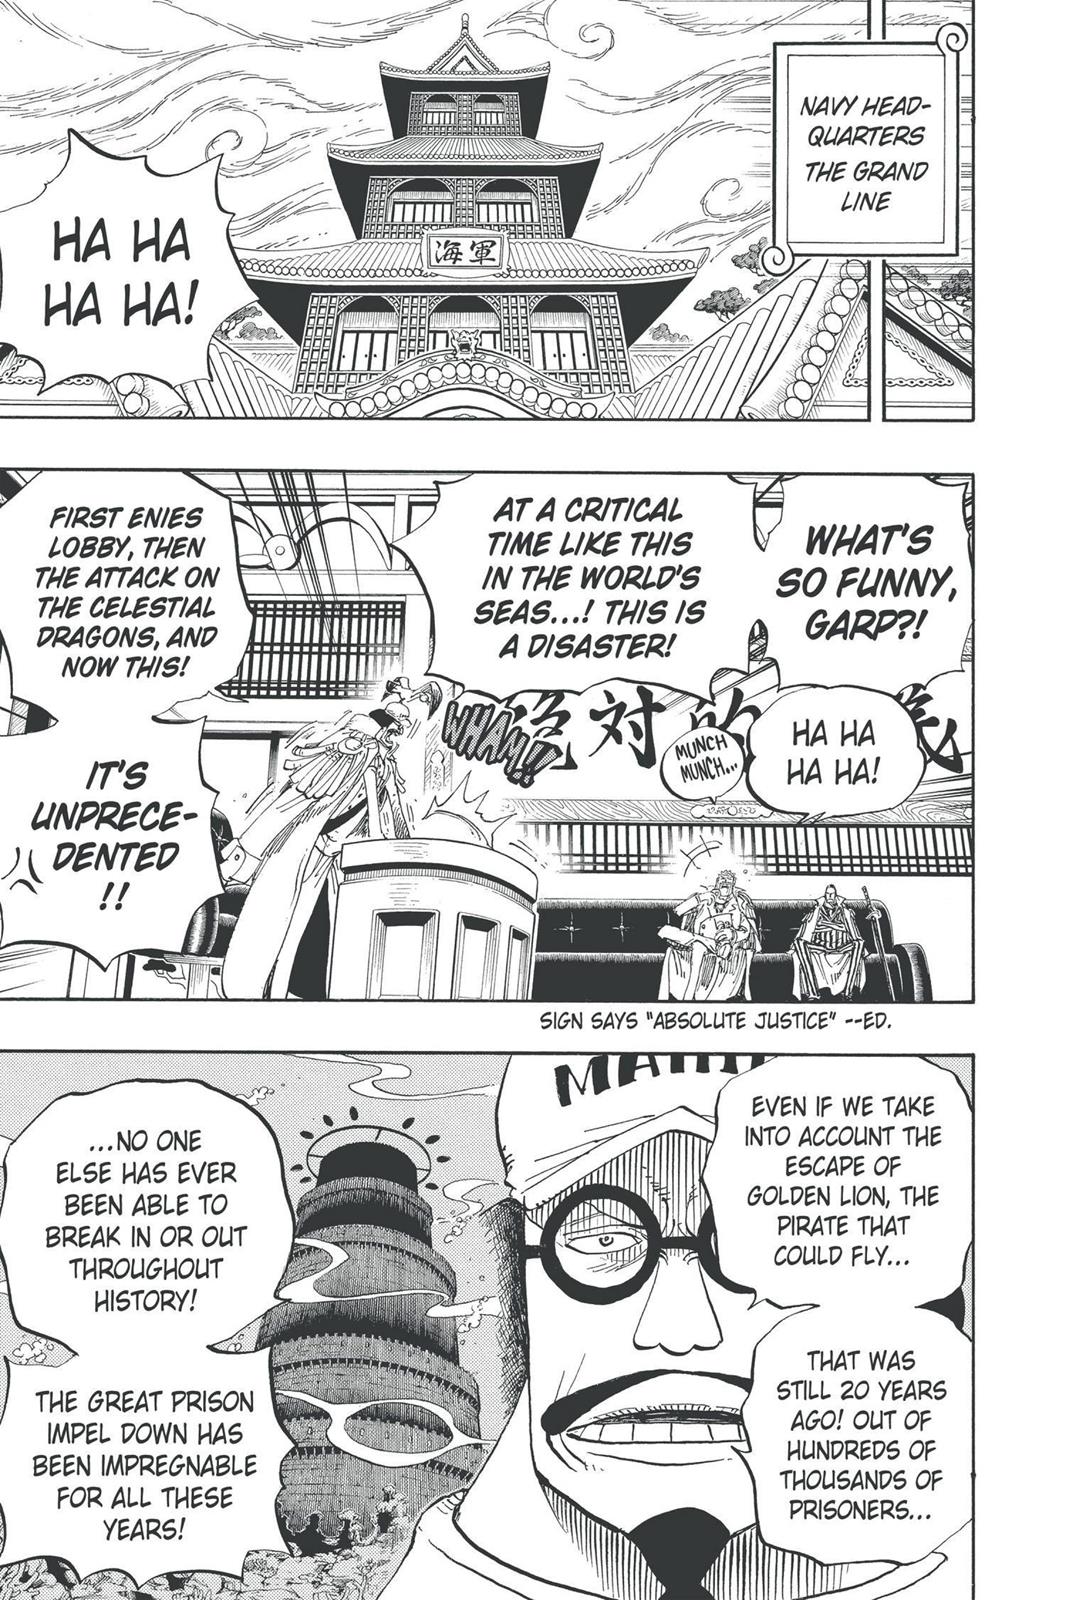 NAVY HEAD-
QUARTERS
THE GRAND
LINE
海軍
HA HA
HA HA!
WHAT'S
SO FUNNY,
GARP?!
AT A CRITICAL
TIME LIKE THIS
IN THE WORLD'S
SEAS...! THIS IS
A DISASTER!
FIRST ENIES
LOBBY, THEN
THE ATTACK ON
THE CELESTIAL
DRAGONS, AND
NOW THIS!
HA HA
HA HA!
MUNCH
MUNCH...
WHAM!!
対
IT'S
UNPRECE-
DENTED
!!
SIGN SAYS "ABSOLUTE JUSTICE" --ED.
EVEN IF WE TAKE
INTO ACCOUNT THE
ESCAPE OF
GOLDEN LION, THE
PIRATE THAT
COULD FLY...
THAT WAS
STILL 20 YEARS
AGO! OUT OF
HUNDREDS OF
THOUSANDS OF
PRISONERS...
...NO ONE
ELSE HAS EVER
BEEN ABLE TO
BREAK IN OR OUT
THROUGHOUT
HISTORY!
THE GREAT PRISON
IMPEL DOWN HAS
BEEN IMPREGNABLE
FOR ALL THESE
YEARS!